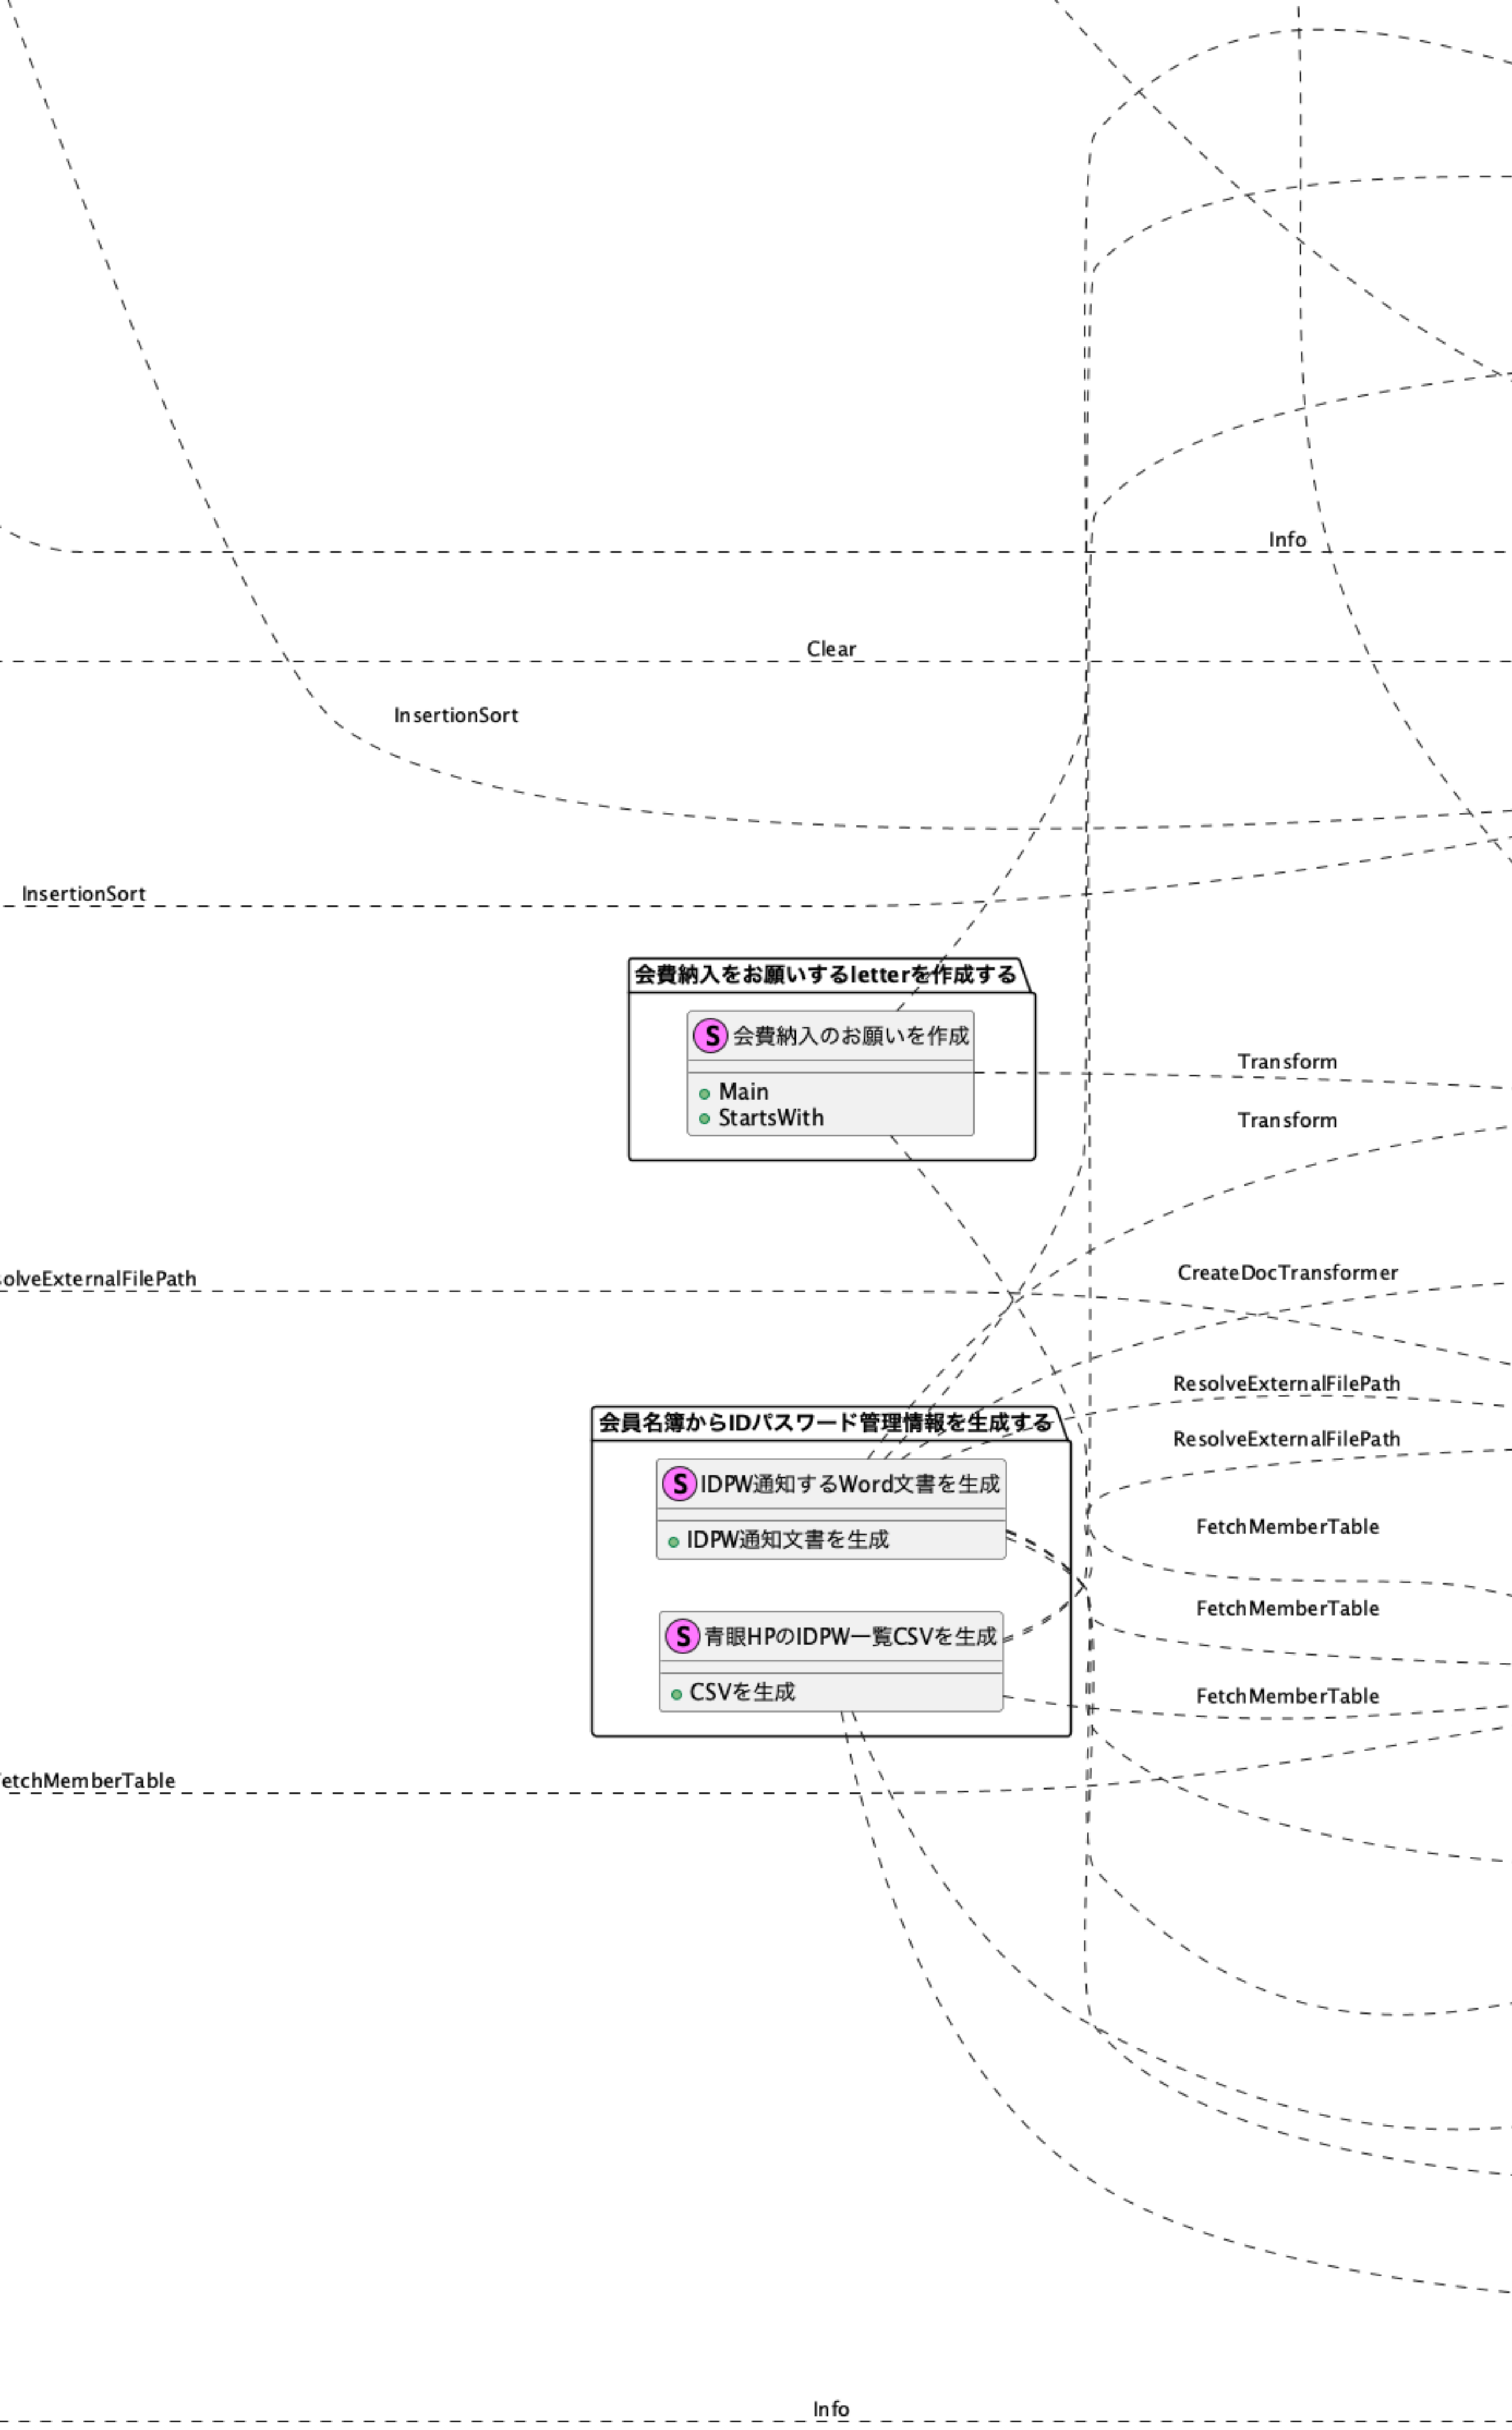 Info
Clear
InsertionSort
InsertionSort
会費納入をお願いするletterを作成する
S 会費納入のお願いを作成
Main
StartsWith
Transform
Transform
CreateDocTransformer
solveExternalFilePath
ResolveExternalFilePath
会員名簿からIDパスワード管理情報を生成する
ResolveExternalFilePath
S IDPW通知するWord文書を生成
IDPW通知文書を生成
FetchMemberTable
FetchMemberTable
S 青眼HPのIDPW一覧CSVを生成
CSVを生成
FetchMemberTable
FetchMemberTable
Info